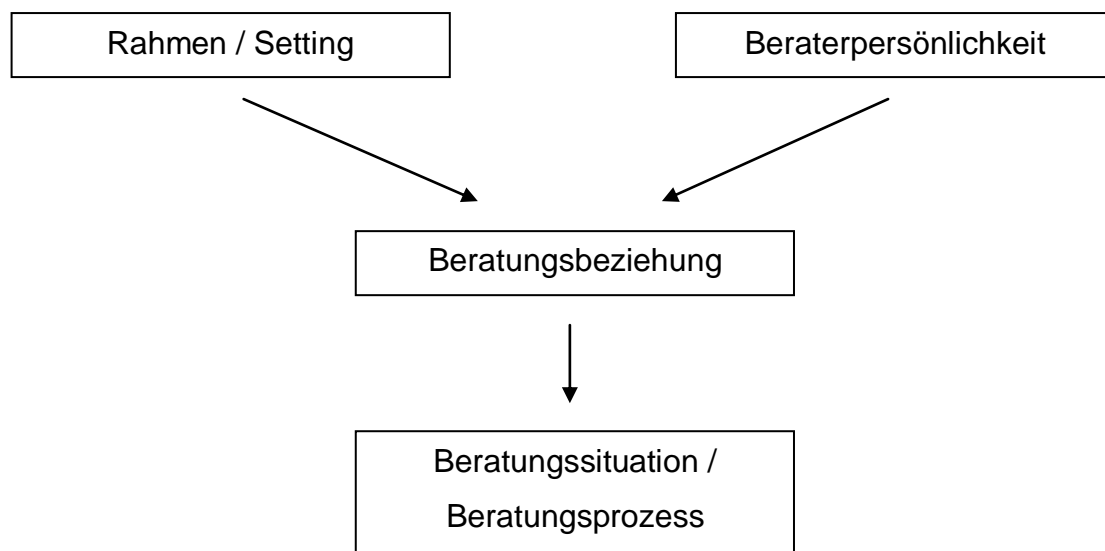 Rahmen / Setting
Beraterpersönlichkeit
Beratungsbeziehung
Beratungssituation /
Beratungsprozess